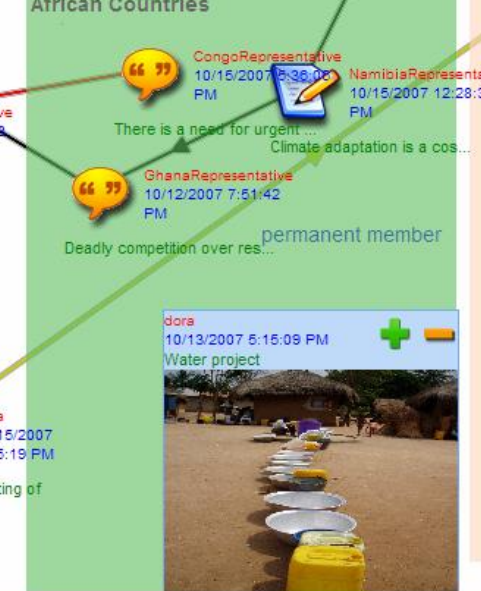 African Countries
CongoRepresentative
10/15/2007 5:36:06
PM
There is a need for urgent ...
10/15/2007 12:28:3
PM
Climate adaptation is a cos...
GhanaRepresentative
10/12/2007 7:51:42
PM
Deadly competition over res...
permanent member
dora
10/13/2007 5:15:09 PM
Water project
15/2007
5:19 PM
ting of